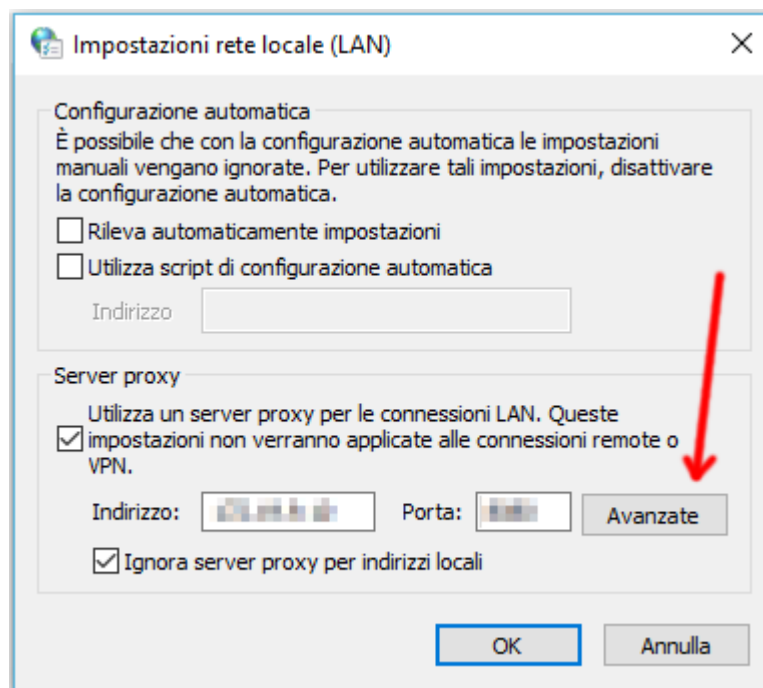 Impostazioni rete locale (LAN)
Configurazione automatica
È possibile che con la configurazione automatica le impostazioni
manuali vengano ignorate. Per utilizzare tali impostazioni, disattivare
la configurazione automatica.
Rileva automaticamente impostazioni
Utilizza script di configurazione automatica
Indirizzo
Server proxy
Utilizza un server proxy per le connessioni LAN. Queste
impostazioni non verranno applicate alle connessioni remote o
VPN.
Indirizzo: Porta: Avanzate
Ignora server proxy per indirizzi locali
OK Annulla